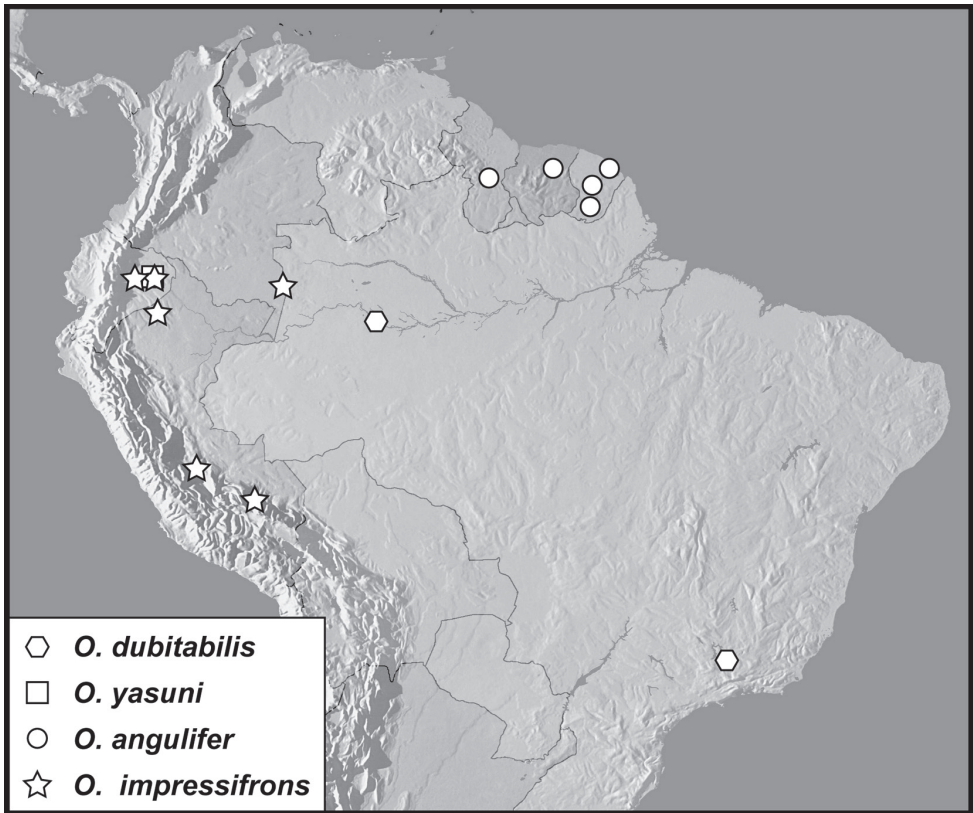 O. dubitabilis
O. yasuni
O. angulifer
O. impressifrons